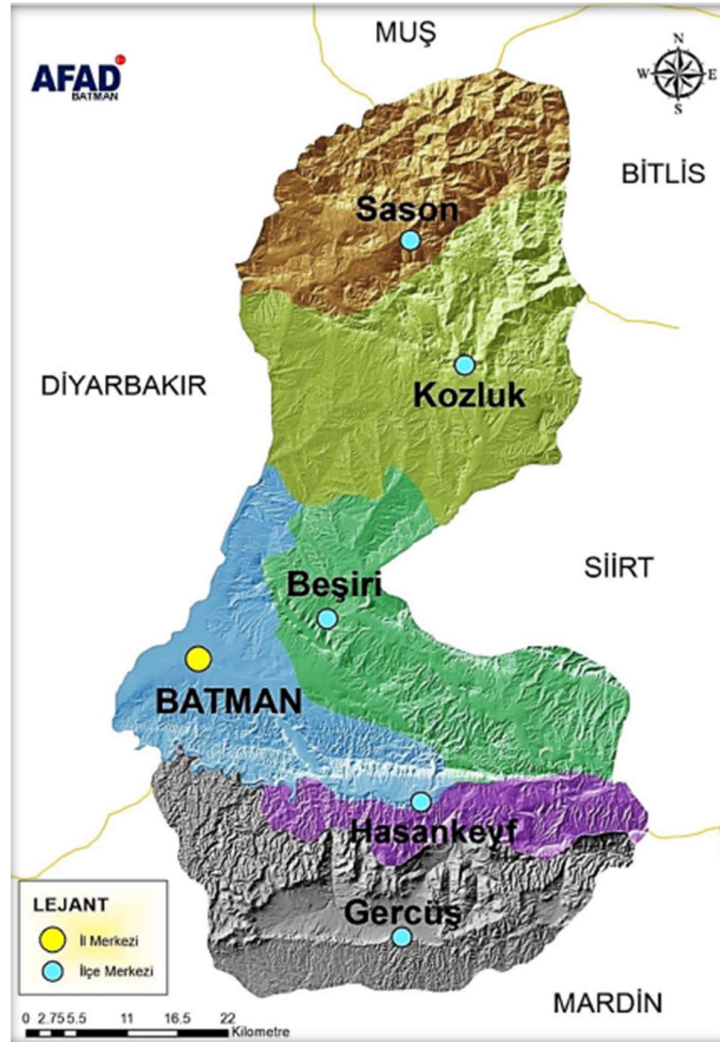 MUŞ
AFAD
BATMAN
N
W E
S
BİTLİS
Sason
DİYARBAKIR
Kozluk
SİİRT
Beşiri
BATMAN
Hasankeyf
Gercüş
LEJANT
İl Merkezi
İlçe Merkezi
MARDİN
0 2.75 5.5 11 16.5 22
Kilometre